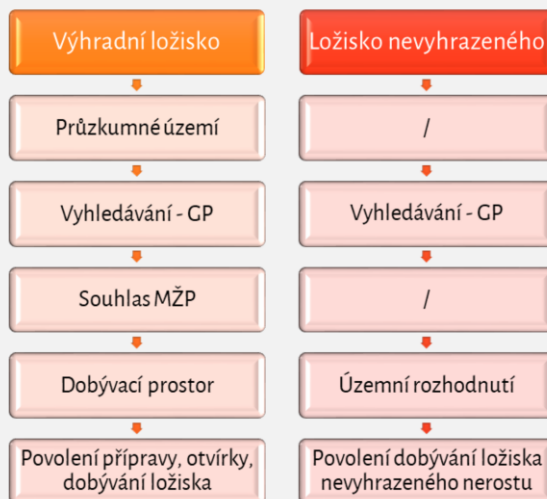 Výhradní ložisko
Průzkumné území
Vyhledávání - GP
Souhlas MŽP
Dobývací prostor
Povolení přípravy, otvírky,
dobývání ložiska
Ložisko nevyhrazeného
/
Vyhledávání - GP
/
Územní rozhodnutí
Povolení dobývání ložiska
nevyhrazeného nerostu